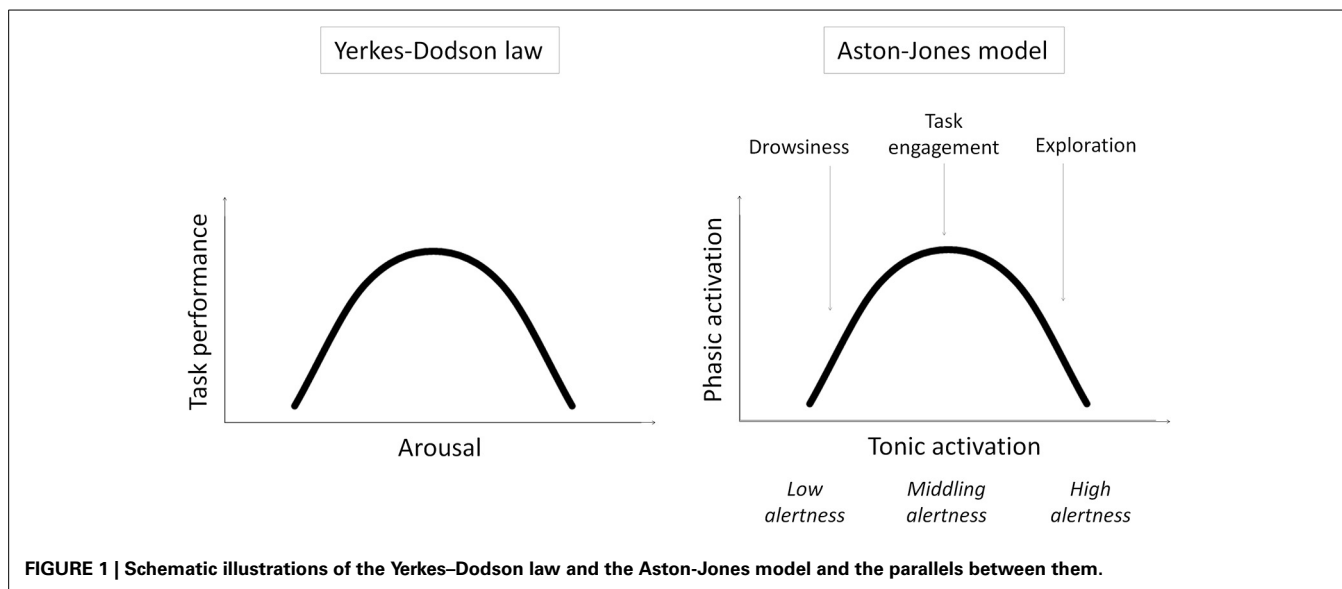 Yerkes-Dodson law
Task performance
Arousal
Aston-Jones model
Drowsiness
Task
engagement
Exploration
Phasic activation
Tonic activation
Low
alertness
Middling
alertness
High
alertness
FIGURE 1 | Schematic illustrations of the Yerkes–Dodson law and the Aston-Jones model and the parallels between them.